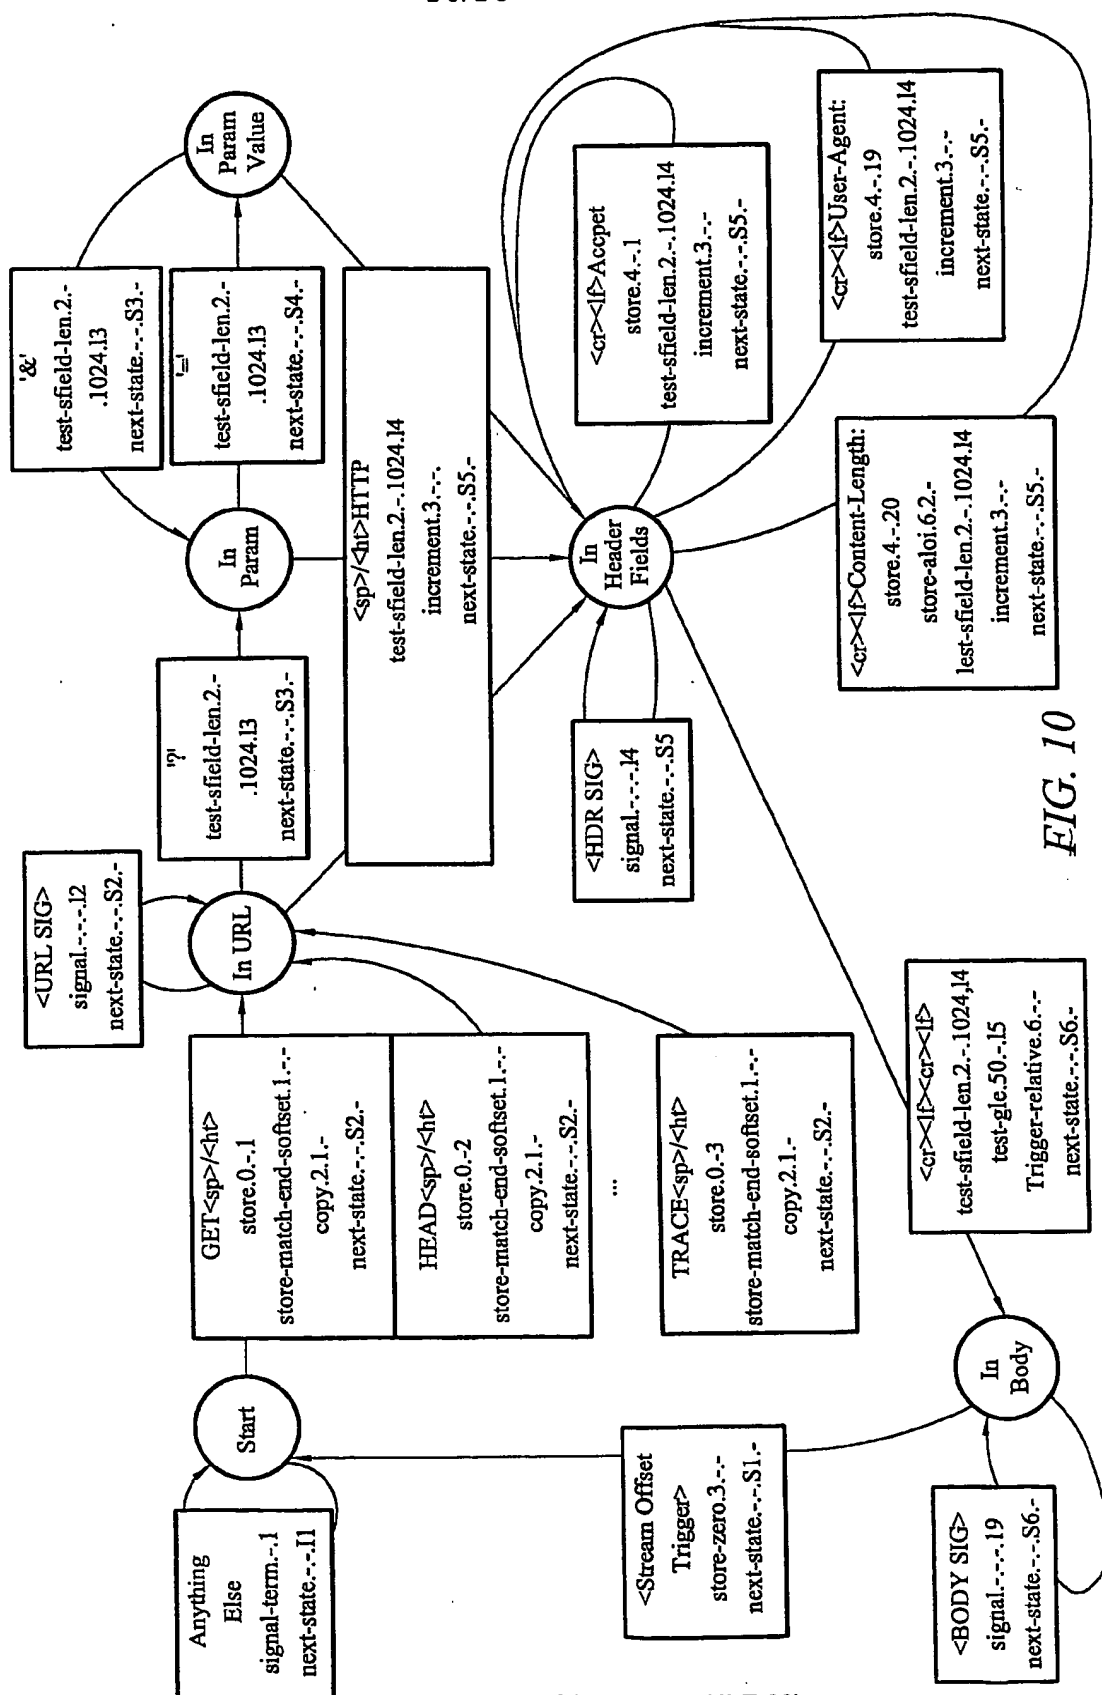 Anything
Else
signal-term.-.1
next-state.-.-.I1
Start
GET<sp>/<ht>
store.0.-.1
store-match-end-softset.1.-.-
copy.2.1.-
next-state.-.-.S2.-
HEAD<sp>/<ht>
store.0.-2
store-match-end-softset.1.-.-
copy.2.1.-
next-state.-.-.S2.-
...
TRACE<sp>/<ht>
store.0.-3
store-match-end-softset.1.-.-
copy.2.1.-
next-state.-.-.S2.-
<URL SIG>
signal.-.-.-.12
next-state.-.-.S2.-
In URL
'?'
test-sfield-len.2.-
.1024.13
next-state.-.-.S3.-
In
Param
'&'
test-sfield-len.2.-
.1024.13
next-state.-.-.S3.-
'='
test-sfield-len.2.-
.1024.13
next-state.-.-.S4.-
In
Param
Value
<sp>/<ht>HTTP
test-sfield-len.2.-.1024.14
increment.3.-.-.
next-state.-.-.S5.-
<HDR SIG>
signal.-.-.-.14
next-state.-.-.S5
In
Header
Fields
<cr><lf>Accpet
store.4.-.1
test-sfield-len.2.-.1024.14
increment.3.-.-
next-state.-.-.S5.-
<cr><lf>User-Agent:
store.4.-.19
test-sfield-len.2.-.1024.14
increment.3.-.-
next-state.-.-.S5.-
<cr><lf>Content-Length:
store.4.-.20
store-aloi.6.2.-
lest-sfield-len.2.-.1024.14
increment.3.-.-
next-state.-.-.S5.-
<Stream Offset
Trigger>
store-zero.3.-.-
next-state.-.-.S1.-
<BODY SIG>
signal.-.-.-.19
next-state.-.-.S6.-
In
Body
<cr><lf><cr><lf>
test-sfield-len.2.-.1024,14
test-gle.50.-.15
Trigger-relative.6.-.-
next-state.-.-.S6.-
FIG. 10